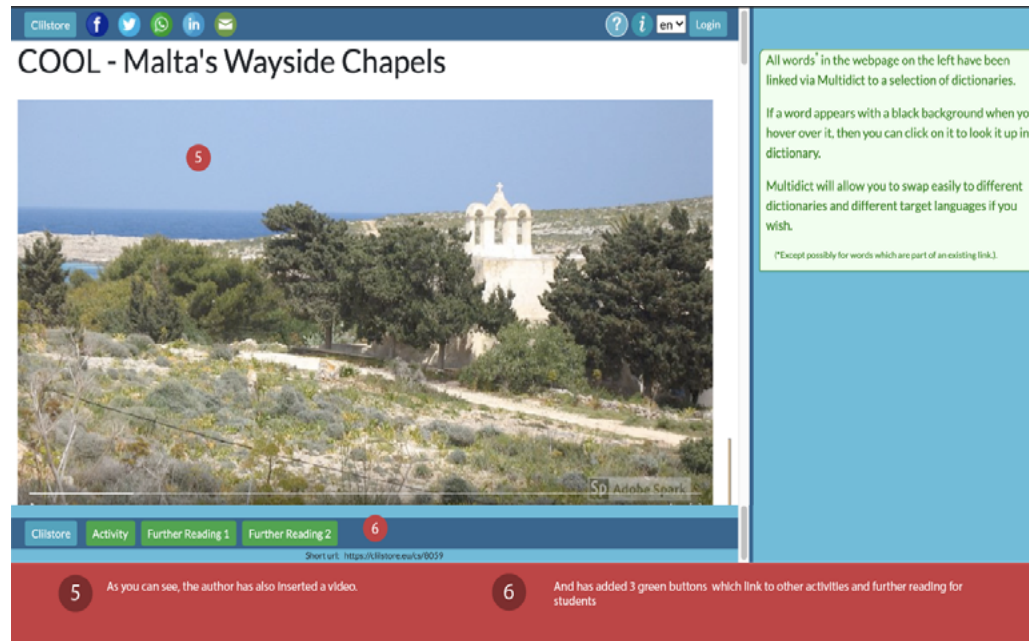 Clilstore f in ? i en Login
COOL - Malta's Wayside Chapels
5
Sp Adobe Spark
Clilstore Activity Further Reading 1 Further Reading 2 6
Short url: https://clilstore.eu/cs/8059
All words* in the webpage on the left have been
linked via Multidict to a selection of dictionaries.
If a word appears with a black background when yo
hover over it, then you can click on it to look it up in
dictionary.
Multidict will allow you to swap easily to different
dictionaries and different target languages if you
wish.
(*Except possibly for words which are part of an existing link.).
5 As you can see, the author has also inserted a video.
6 And has added 3 green buttons which link to other activities and further reading for
students